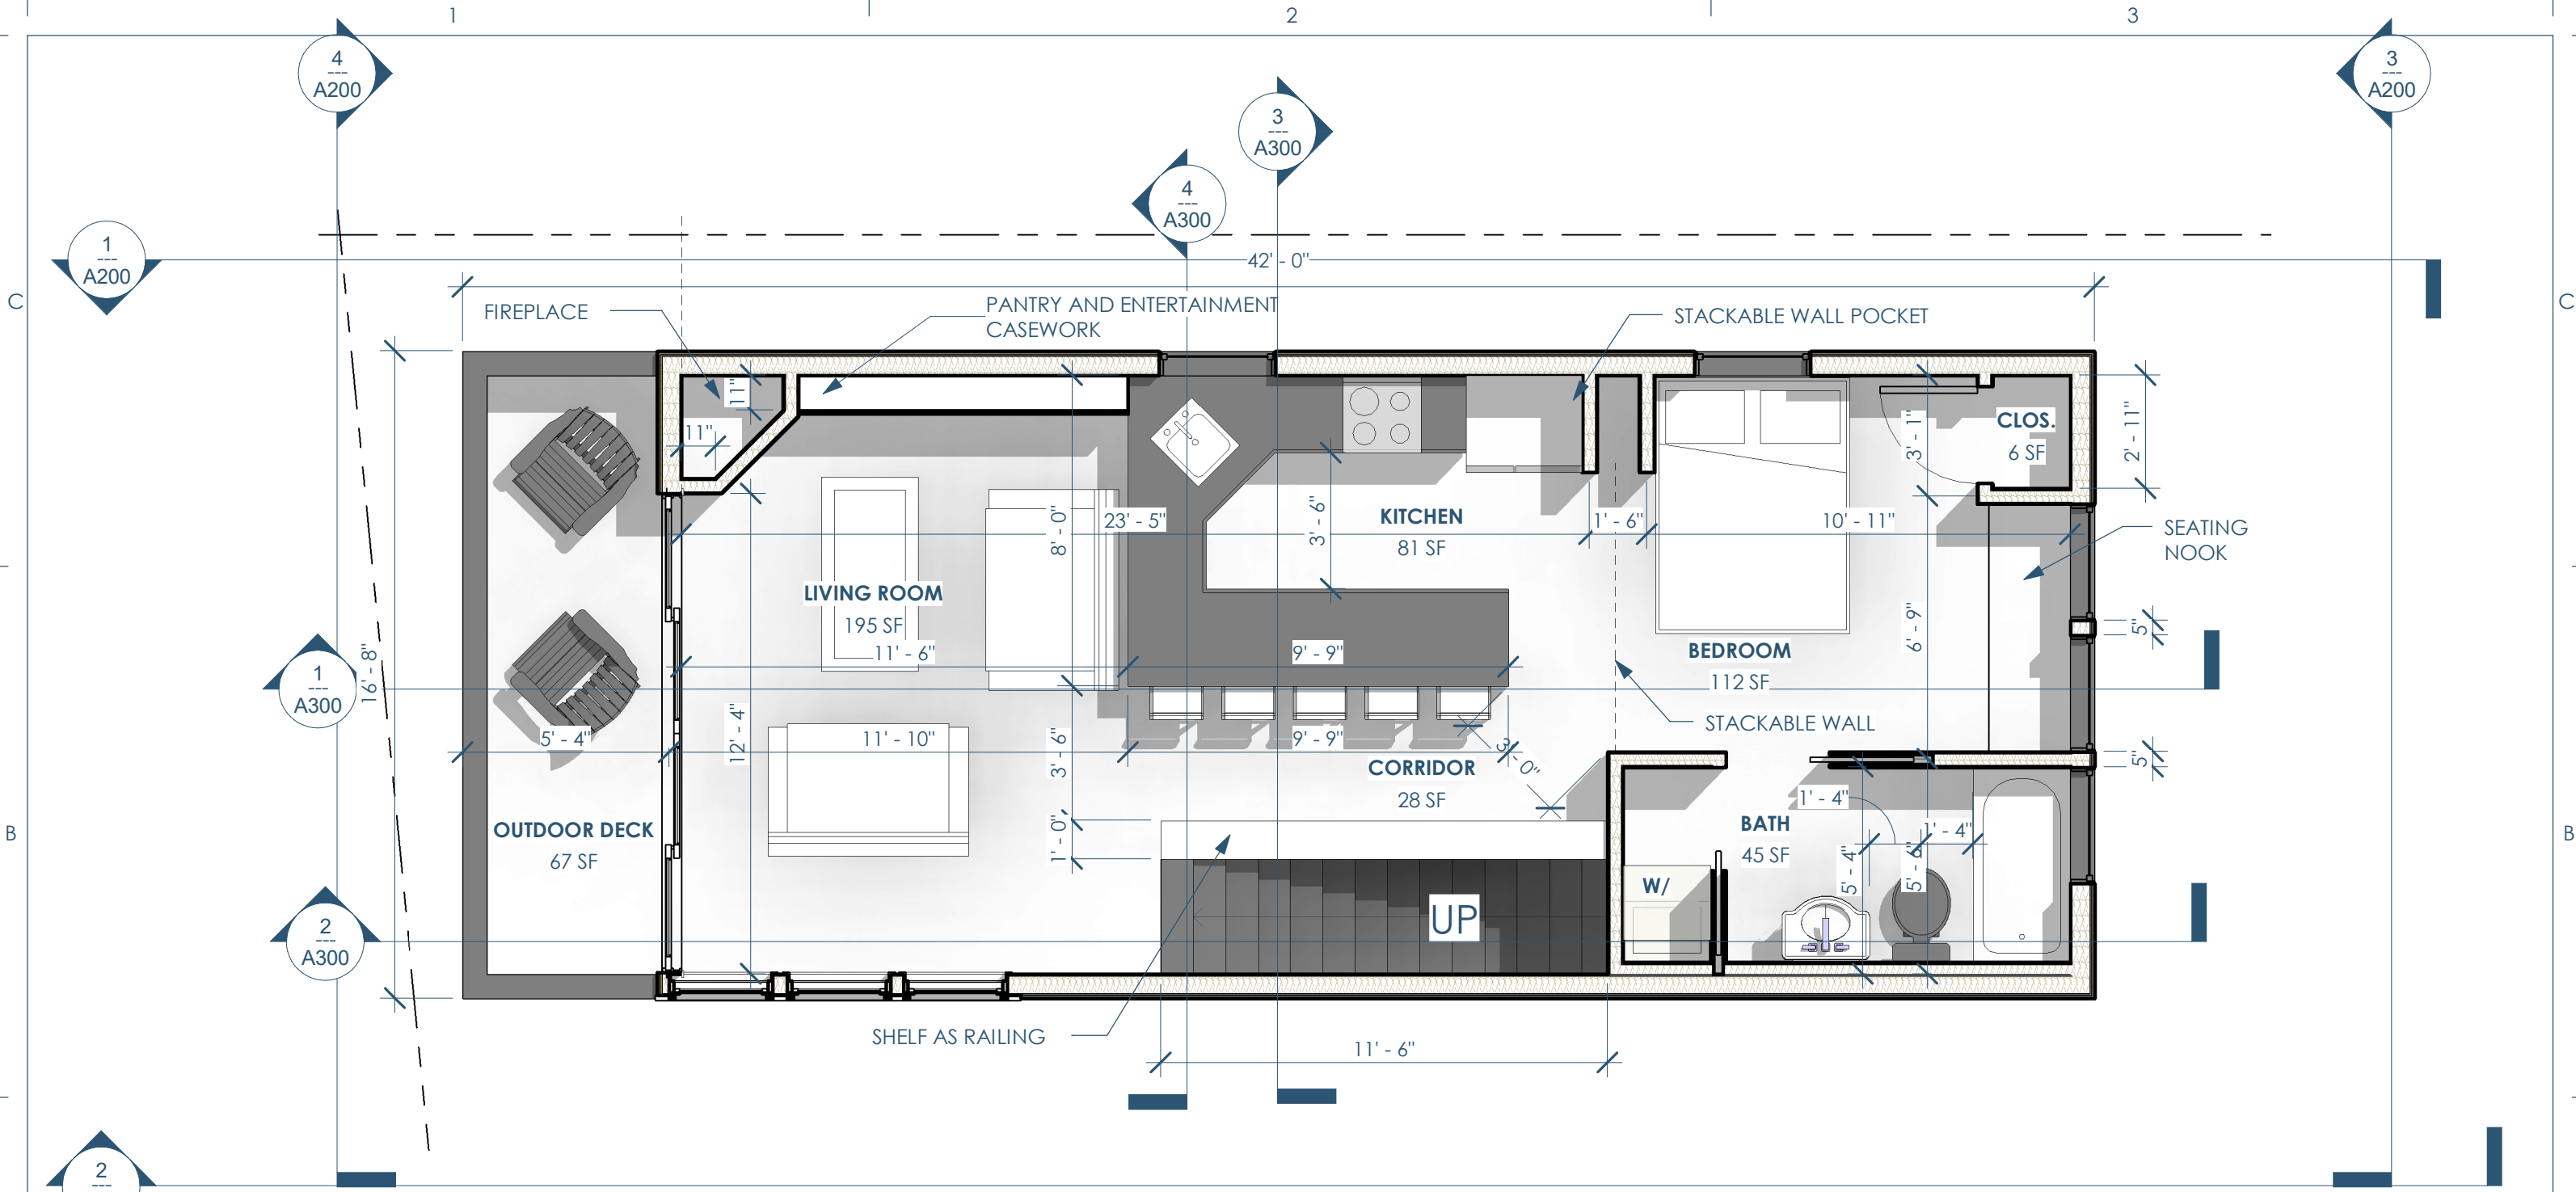 1
2
3
4
---
A200
3
---
A200
3
---
A300
4
---
A300
1
---
A200
42' - 0"
C
C
FIREPLACE
PANTRY AND ENTERTAINMENT
CASEWORK
STACKABLE WALL POCKET
11"
11"
CLOS.
6 SF
3' - 1"
2' - 11"
8' - 0"
23' - 5"
3' - 6"
KITCHEN
81 SF
1' - 6"
10' - 11"
SEATING
NOOK
LIVING ROOM
195 SF
11' - 6"
9' - 9"
6' - 9"
5"
BEDROOM
112 SF
1
---
A300
16' - 8"
STACKABLE WALL
5' - 4"
12' - 4"
11' - 10"
3' - 6"
9' - 9"
3' - 0"
5"
CORRIDOR
28 SF
1' - 4"
B
B
OUTDOOR DECK
67 SF
1' - 0"
BATH
45 SF
1' - 4"
5' - 4"
5' - 6"
W/
UP
2
---
A300
SHELF AS RAILING
11' - 6"
2
---